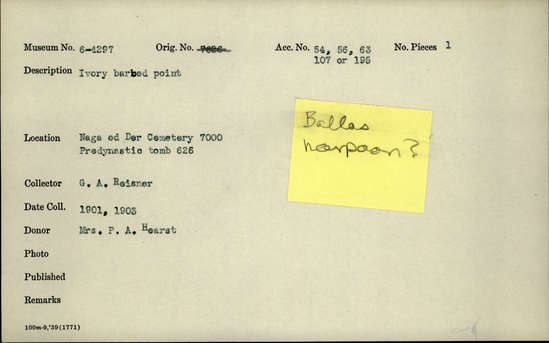 Museum No. 6-4297 Orig. No. 7626 Acc. No. 54, 56, 63 No. Pieces 1
107 or 195
Description Ivory barbed point
Ballas
harpoon?
Location Naga ed Der Cemetery 7000
Predynastic tomb 625
Collector G. A. Reisner
Date Coll. 1901, 1903
Donor Mrs. P. A. Hearst
Photo
Published
Remarks
100m-9,'39(1771)